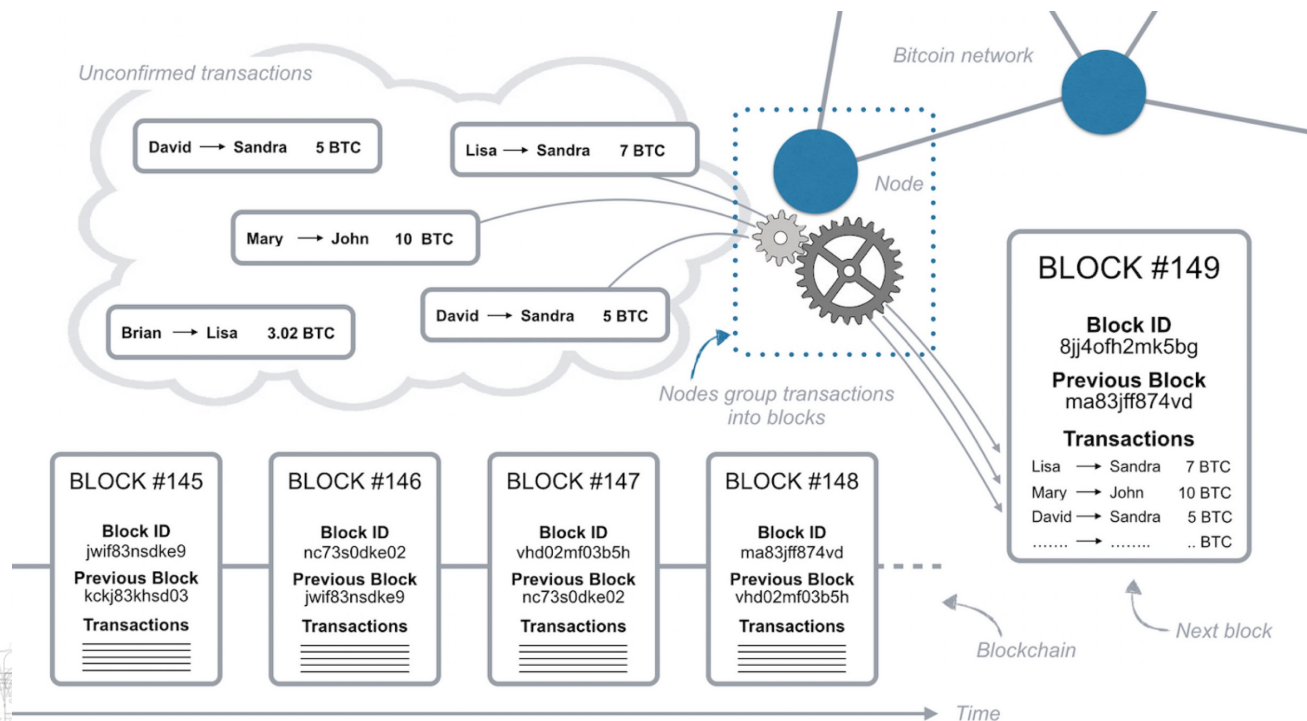 Unconfirmed transactions
Bitcoin network
David → Sandra 5 BTC
Lisa → Sandra 7 BTC
Node
Mary → John 10 BTC
David → Sandra 5 BTC
Brian → Lisa 3.02 BTC
Nodes group transactions
into blocks
BLOCK #149
Block ID
8jj4ofh2mk5bg
Previous Block
ma83jff874vd
Transactions
Lisa → Sandra 7 BTC
Mary → John 10 BTC
David → Sandra 5 BTC
....... → ........ .. BTC
Next block
BLOCK #145
Block ID
jwif83nsdke9
Previous Block
kckj83khsd03
Transactions
BLOCK #146
Block ID
nc73s0dke02
Previous Block
jwif83nsdke9
Transactions
BLOCK #147
Block ID
vhd02mf03b5h
Previous Block
nc73s0dke02
Transactions
BLOCK #148
Block ID
ma83jff874vd
Previous Block
vhd02mf03b5h
Transactions
Blockchain
Time